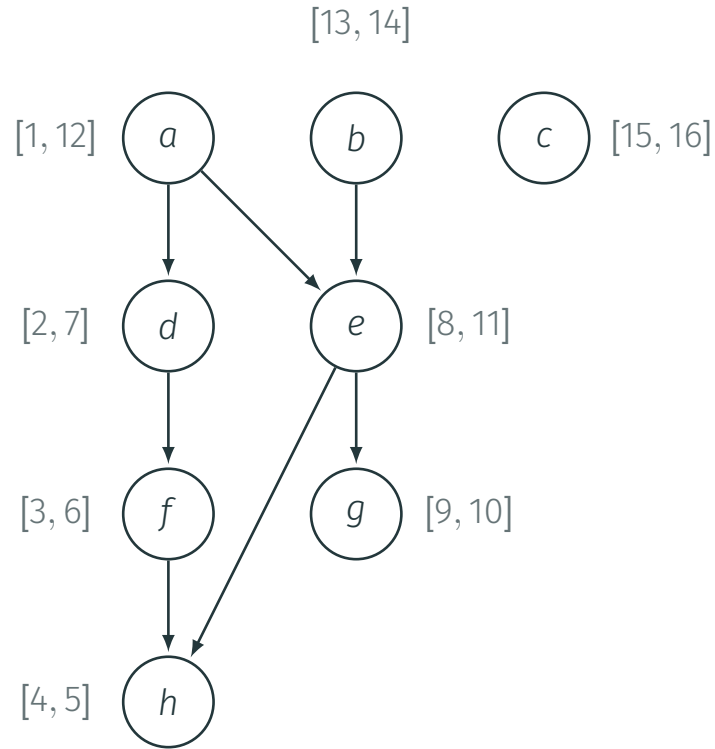 [13, 14]
[1, 12] a b c [15, 16]
[2, 7] d e [8, 11]
[3, 6] f g [9, 10]
[4, 5] h